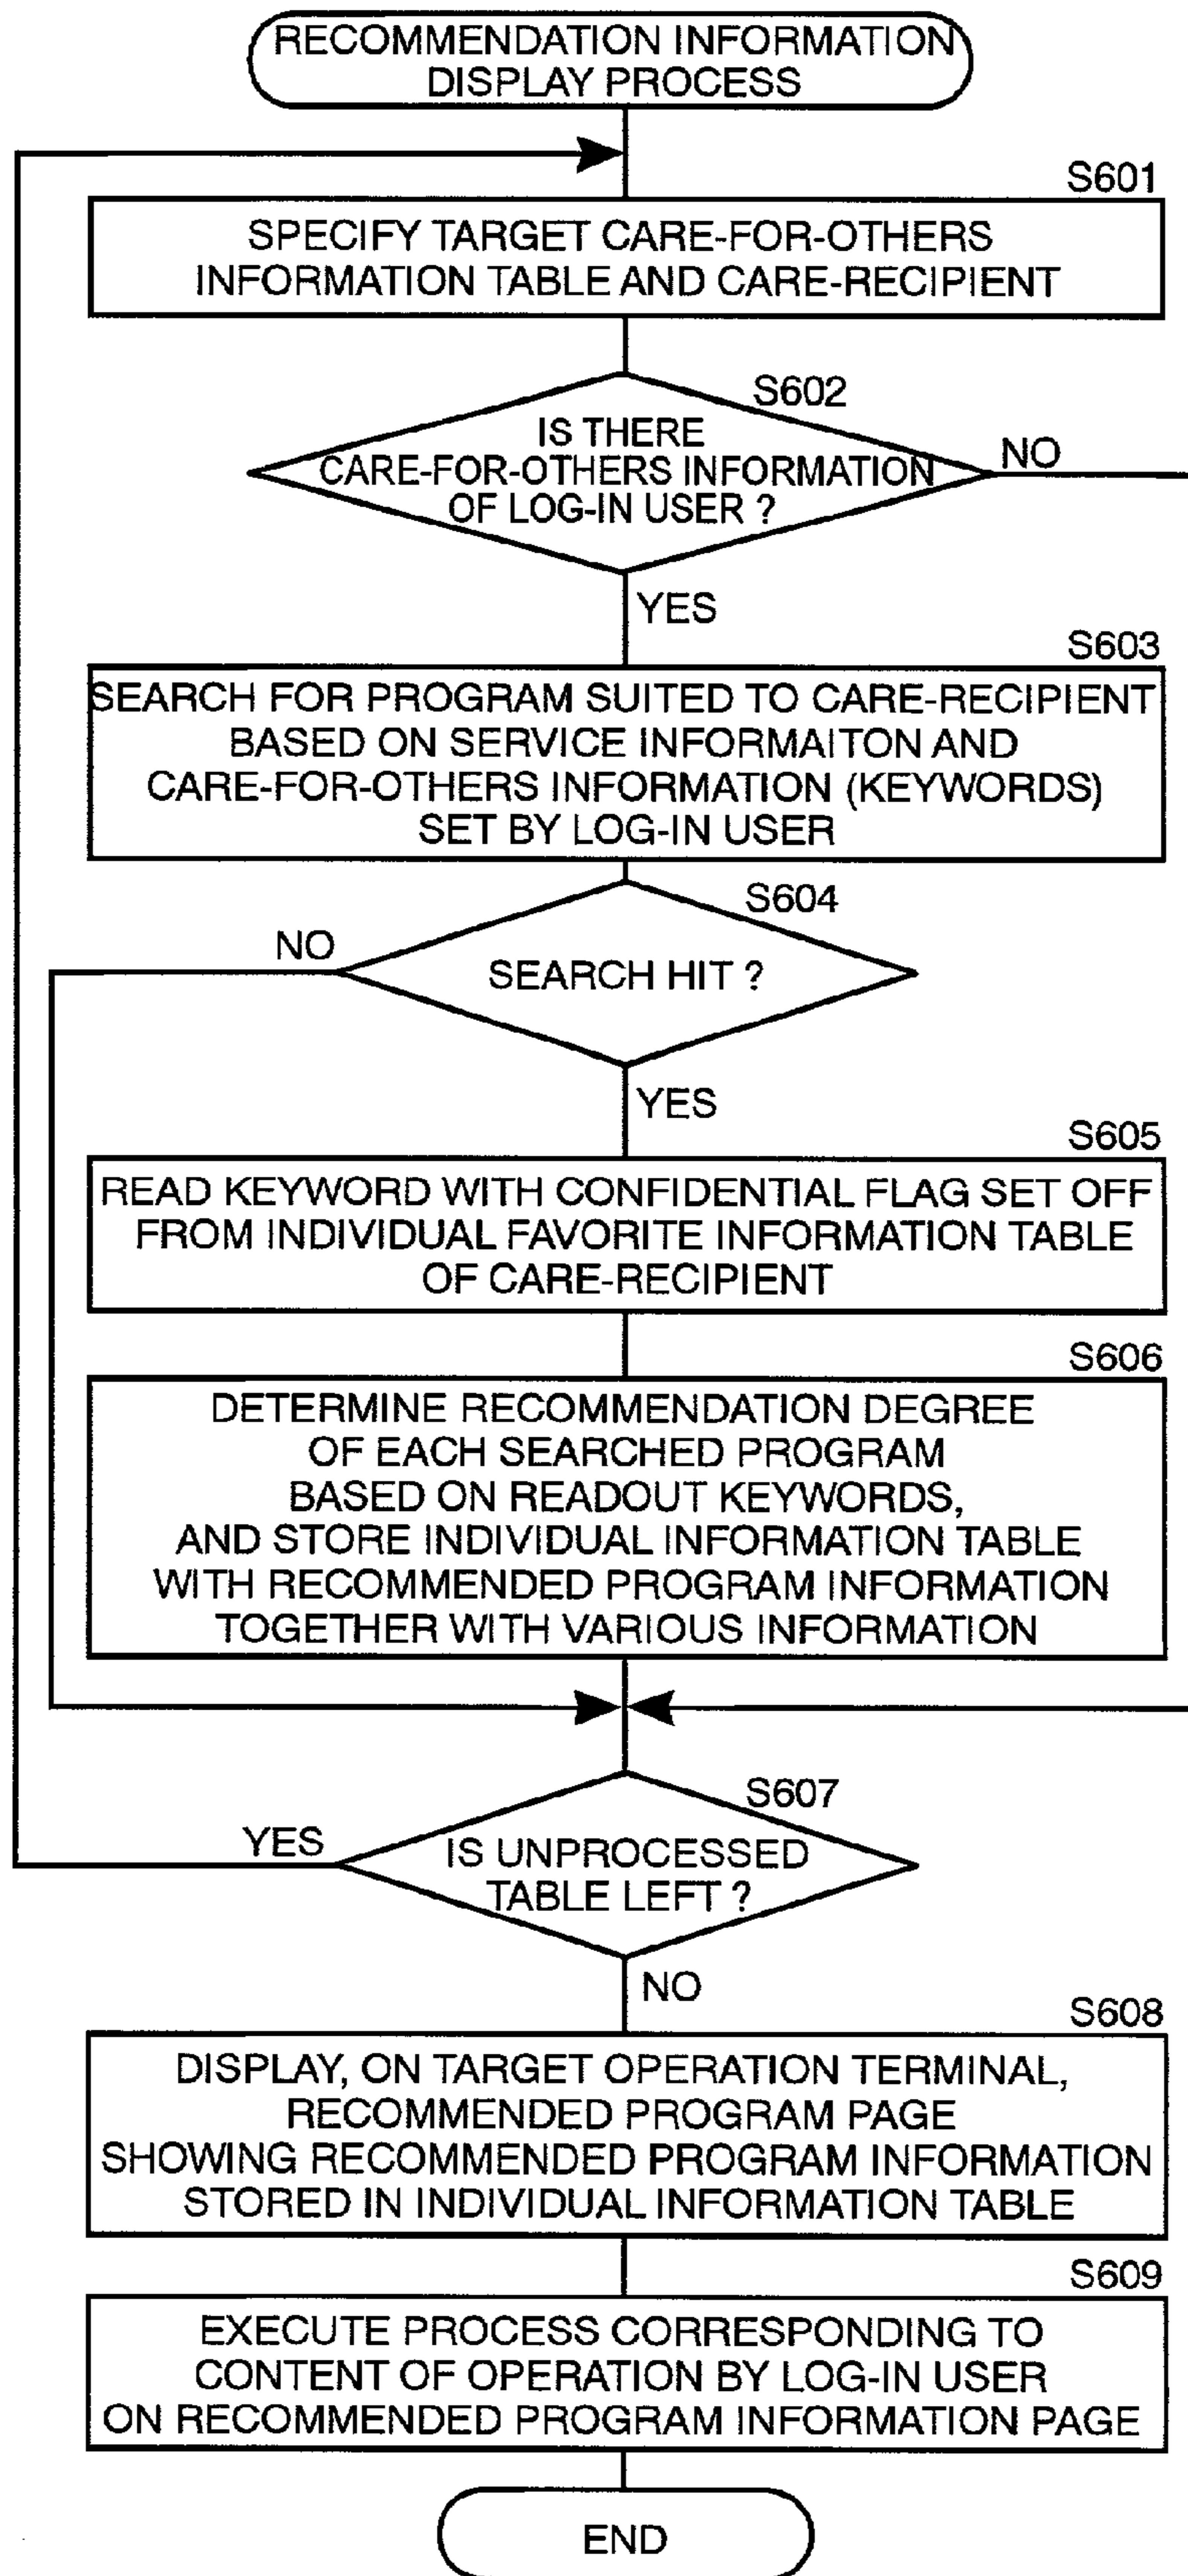 RECOMMENDATION INFORMATION
DISPLAY PROCESS
S601
SPECIFY TARGET CARE-FOR-OTHERS
INFORMATION TABLE AND CARE-RECIPIENT
S602
IS THERE
CARE-FOR-OTHERS INFORMATION
OF LOG-IN USER ?
NO
YES
S603
SEARCH FOR PROGRAM SUITED TO CARE-RECIPIENT
BASED ON SERVICE INFORMAITON AND
CARE-FOR-OTHERS INFORMATION (KEYWORDS)
SET BY LOG-IN USER
S604
NO
SEARCH HIT ?
YES
S605
READ KEYWORD WITH CONFIDENTIAL FLAG SET OFF
FROM INDIVIDUAL FAVORITE INFORMATION TABLE
OF CARE-RECIPIENT
S606
DETERMINE RECOMMENDATION DEGREE
OF EACH SEARCHED PROGRAM
BASED ON READOUT KEYWORDS,
AND STORE INDIVIDUAL INFORMATION TABLE
WITH RECOMMENDED PROGRAM INFORMATION
TOGETHER WITH VARIOUS INFORMATION
S607
YES
IS UNPROCESSED
TABLE LEFT ?
NO
S608
DISPLAY, ON TARGET OPERATION TERMINAL,
RECOMMENDED PROGRAM PAGE
SHOWING RECOMMENDED PROGRAM INFORMATION
STORED IN INDIVIDUAL INFORMATION TABLE
S609
EXECUTE PROCESS CORRESPONDING TO
CONTENT OF OPERATION BY LOG-IN USER
ON RECOMMENDED PROGRAM INFORMATION PAGE
END